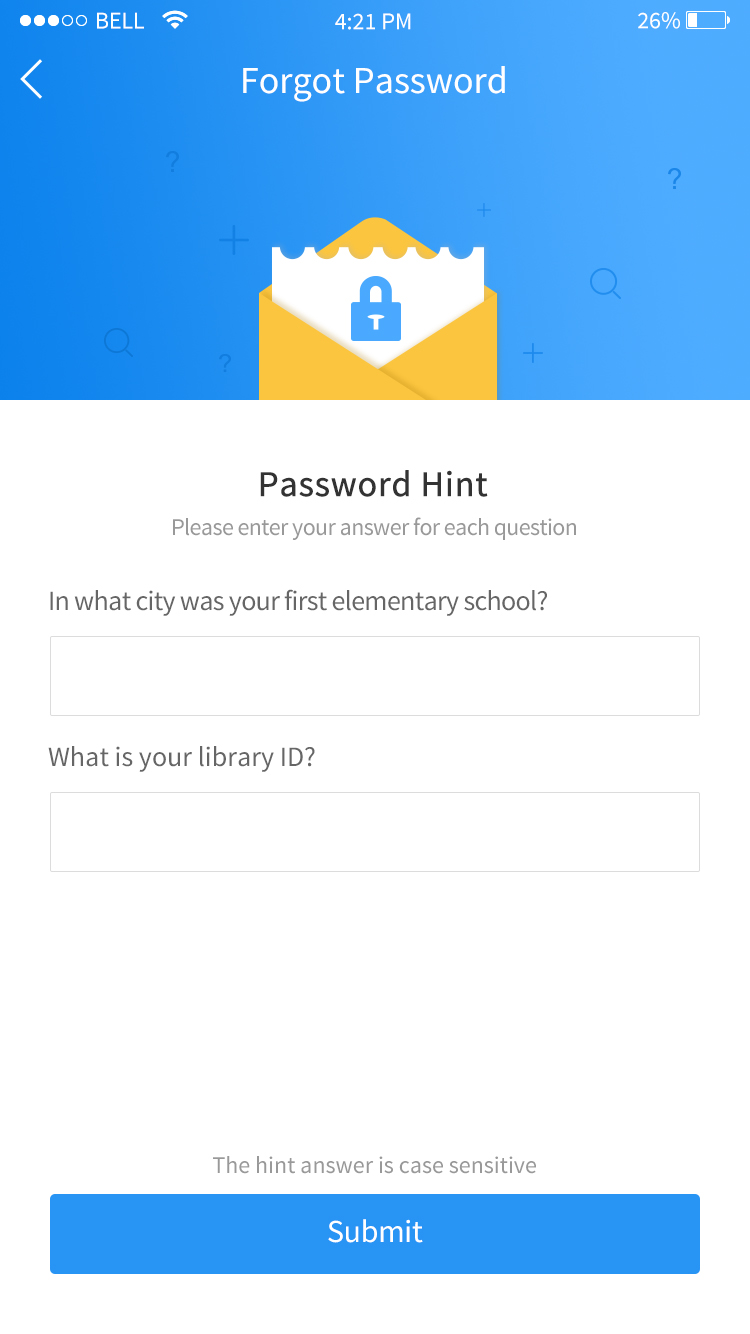 BELL 4:21 PM 26%
Forgot Password
?
?
?
Password Hint
Please enter your answer for each question
In what city was your first elementary school?
What is your library ID?
The hint answer is case sensitive
Submit